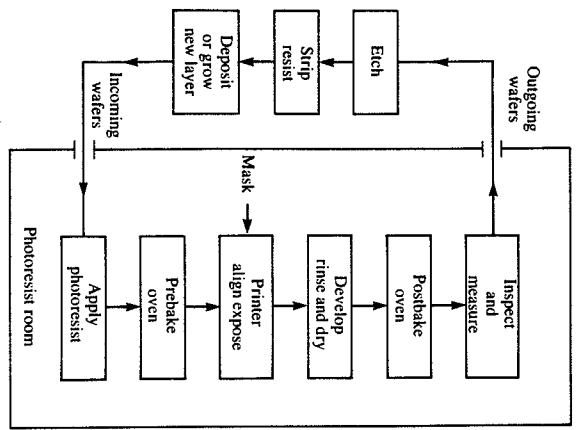 Outgoing
wafers
Etch
Strip
resist
Deposit
or grow
new layer
Incoming
wafers
Mask
Inspect
and
measure
Postbake
oven
Develop
rinse and dry
Printer
align expose
Prebake
oven
Apply
photoresist
Photoresist room